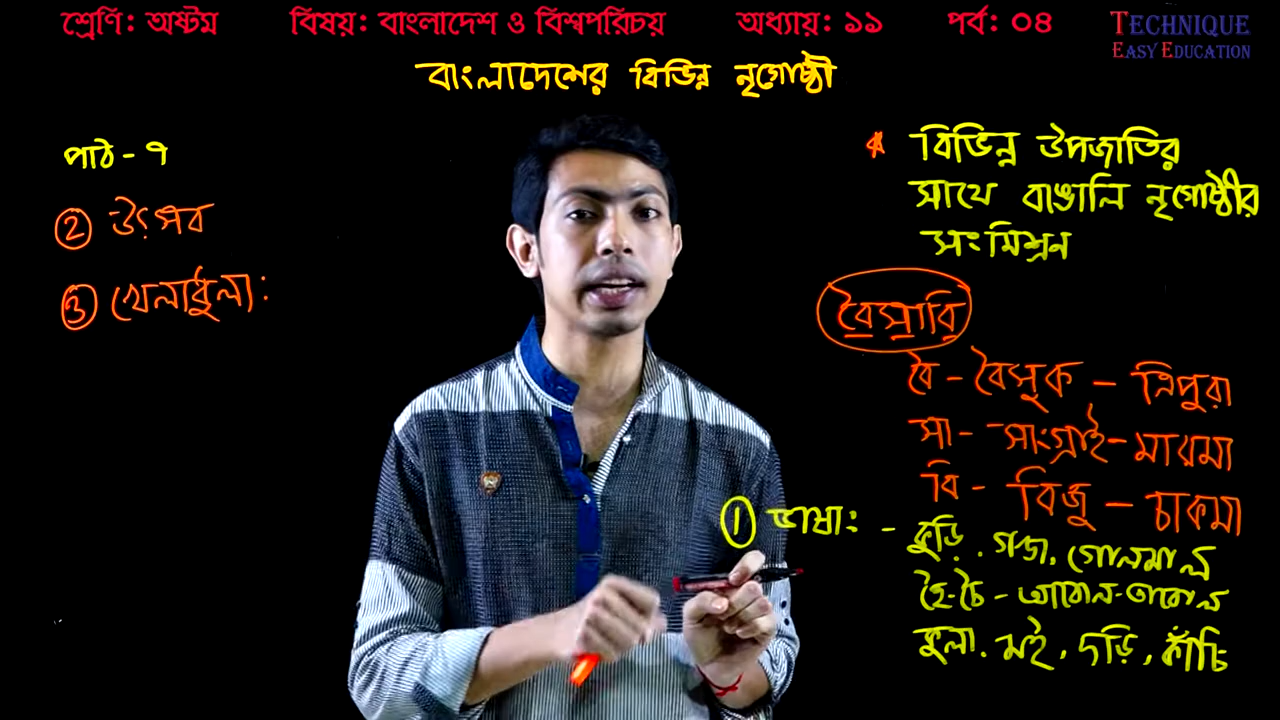 শ্রেণি: অষ্টম বিষয়: বাংলাদেশ ও বিশ্বপরিচয় অধ্যায়: ১১ পর্ব: ০৪
TECHNIQUE
EASY EDUCATION
বাংলাদেশের বিভিন্ন নৃগোষ্ঠী
পাঠ - ৭
② উৎসব
③ খেলাধুলা:
* বিভিন্ন উপজাতির
সাথে বাঙালি নৃগোষ্ঠীর
সংমিশ্রন
বৈসাবি
বৈ - বৈসুক - ত্রিপুরা
সা - সাংগ্রাই - মারমা
বি - বিজু - চাকমা
① ভাষা: - কুড়ি, গন্ডা, গোলমাল
হৈ-চৈ - আবোল-তাবোল
কুলা, মই, দড়ি, কাঁচি